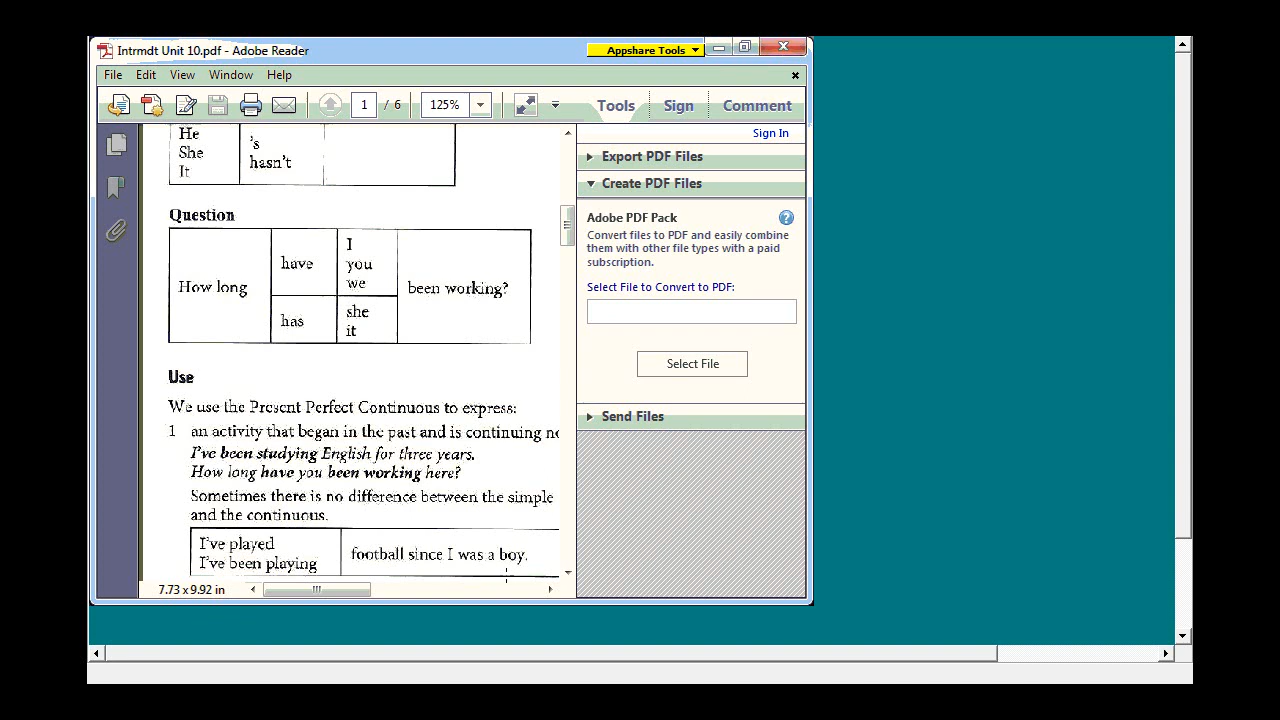 Intrmdt Unit 10.pdf - Adobe Reader
Appshare Tools
File Edit View Window Help
1 / 6 125% Tools Sign Comment
Sign In
He
She
It
's
hasn't
Question
How long
have
has
I
you
we
she
it
been working?
Use
We use the Present Perfect Continuous to express:
1 an activity that began in the past and is continuing
I've been studying English for three years.
How long have you been working here?
Sometimes there is no difference between the simple
and the continuous.
I've played
I've been playing
football since I was a boy.
7.73 x 9.92 in
Export PDF Files
Create PDF Files
Adobe PDF Pack
Convert files to PDF and easily combine
them with other file types with a paid
subscription.
Select File to Convert to PDF:
Select File
Send Files